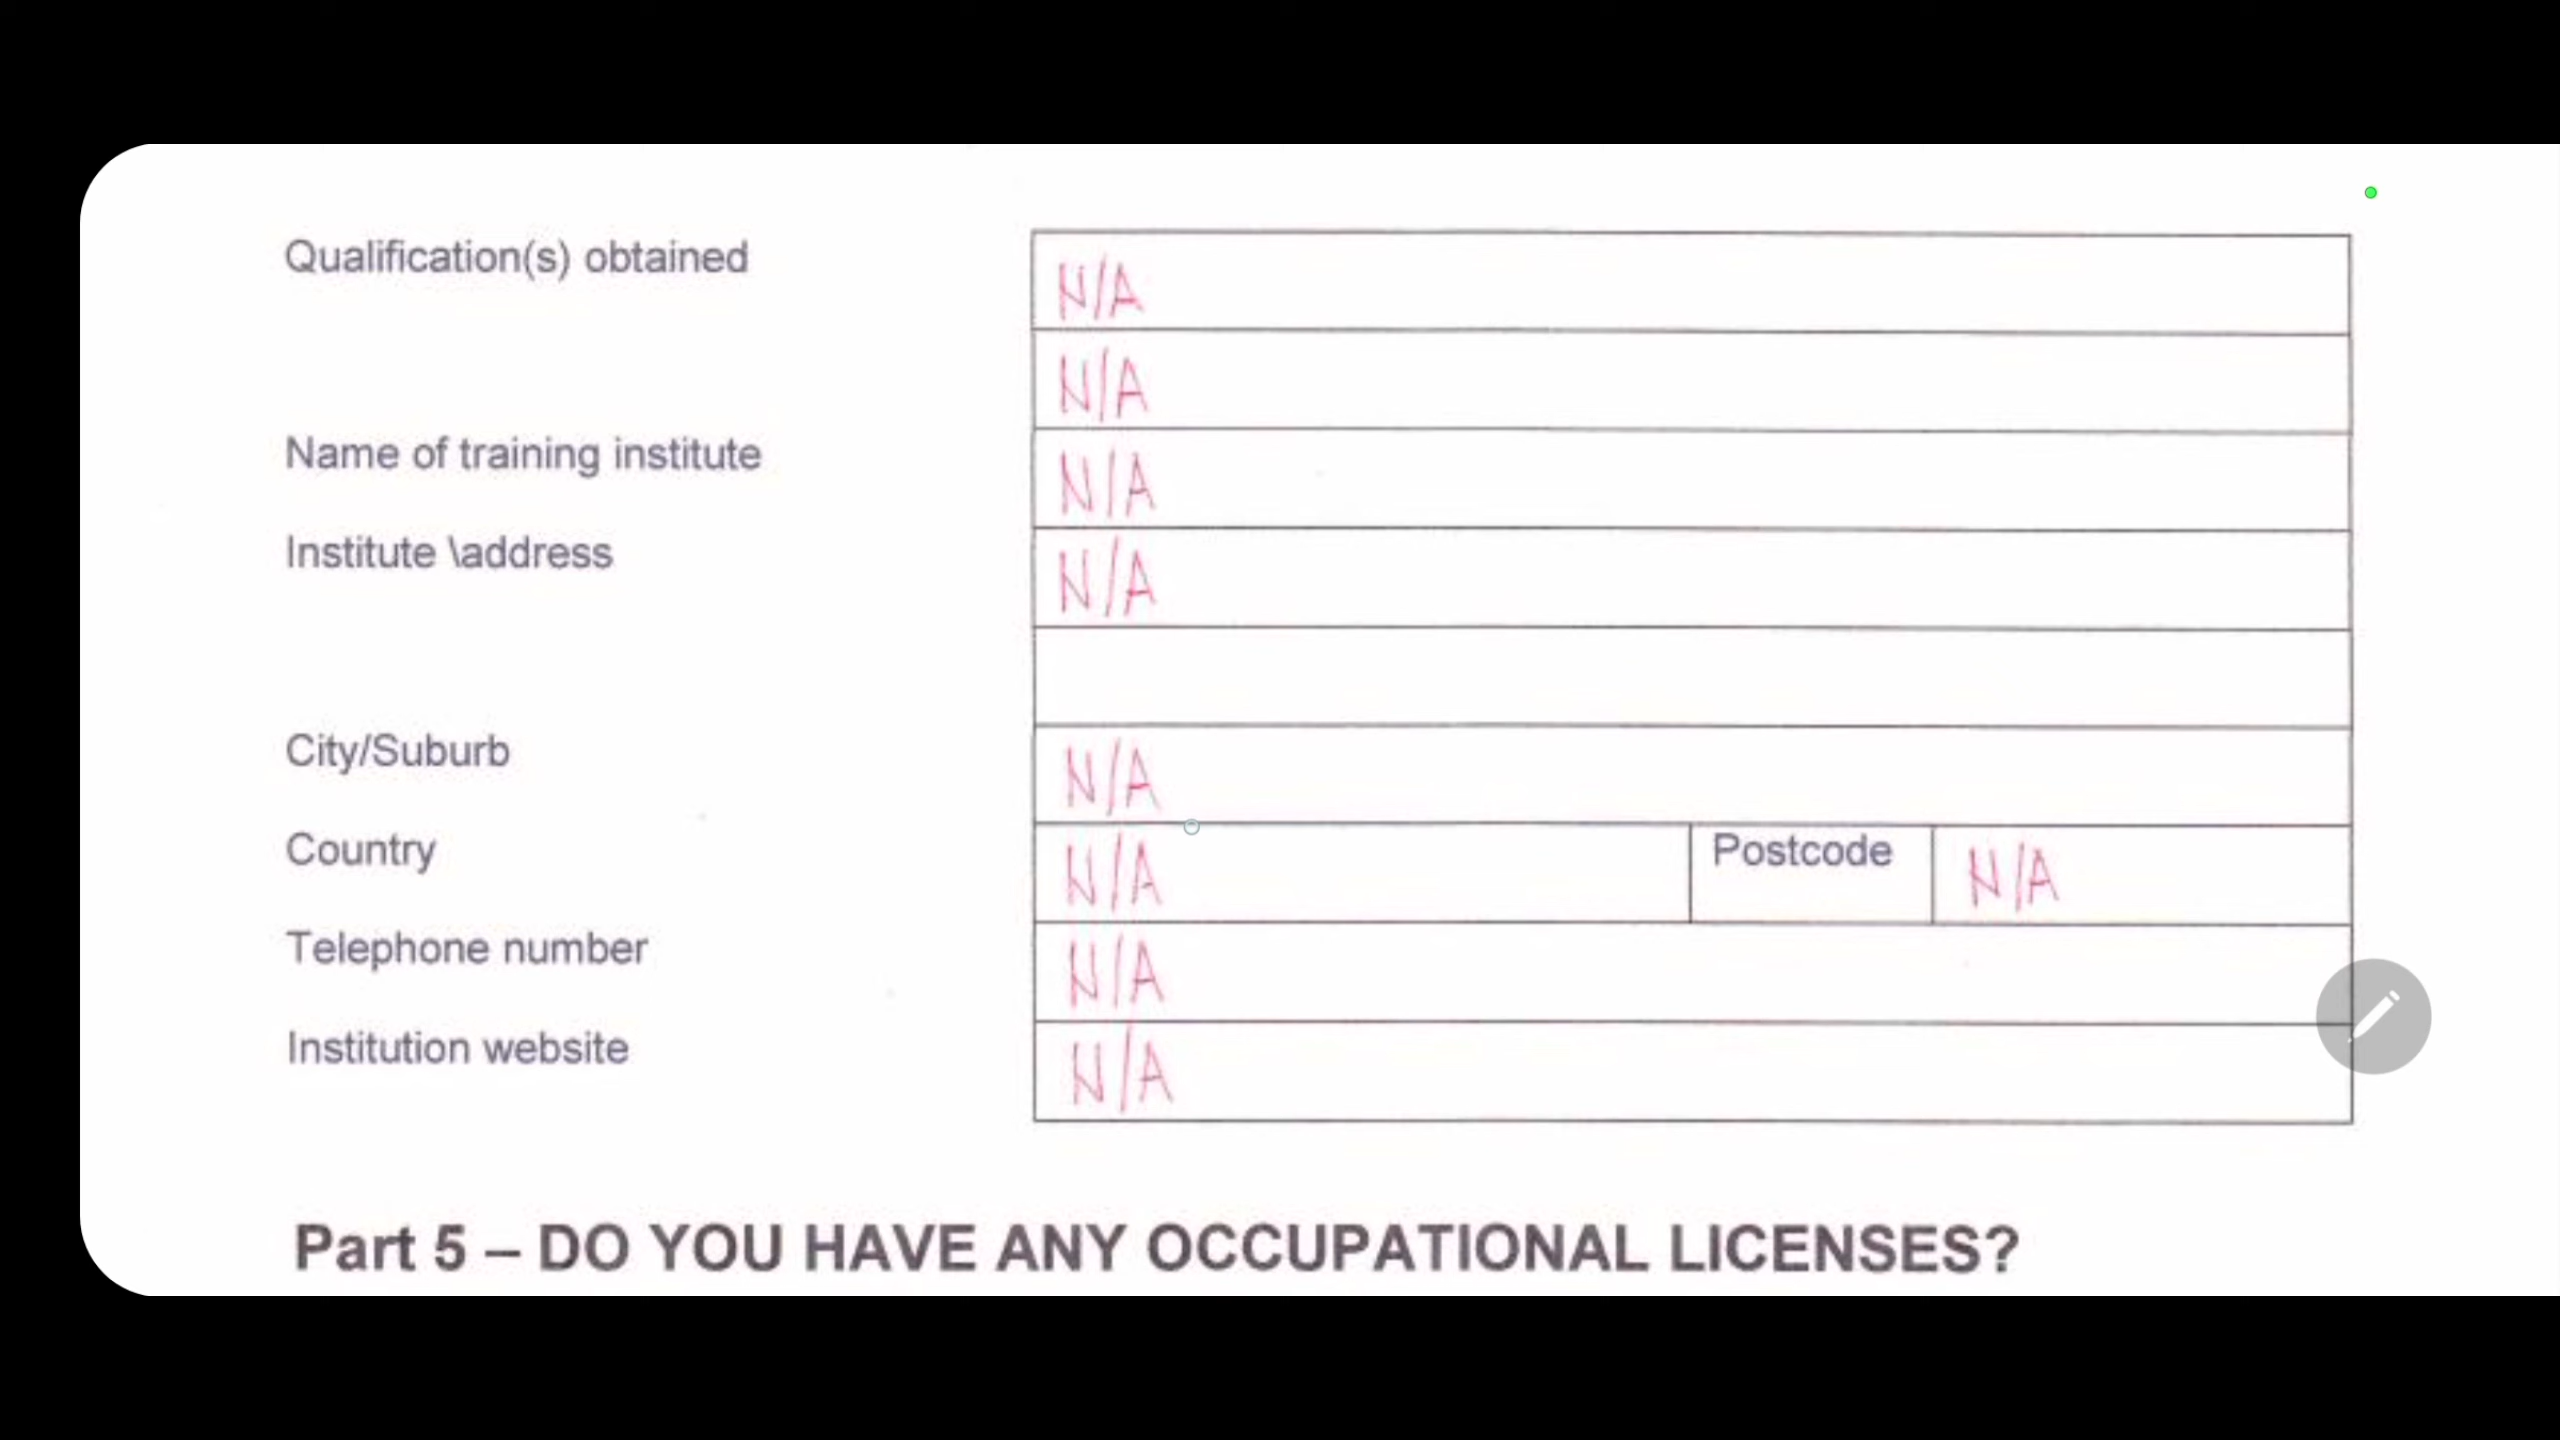 Qualification(s) obtained N/A
N/A
Name of training institute N/A
Institute \address N/A
City/Suburb N/A
Country N/A Postcode N/A
Telephone number N/A
Institution website N/A
Part 5 – DO YOU HAVE ANY OCCUPATIONAL LICENSES?